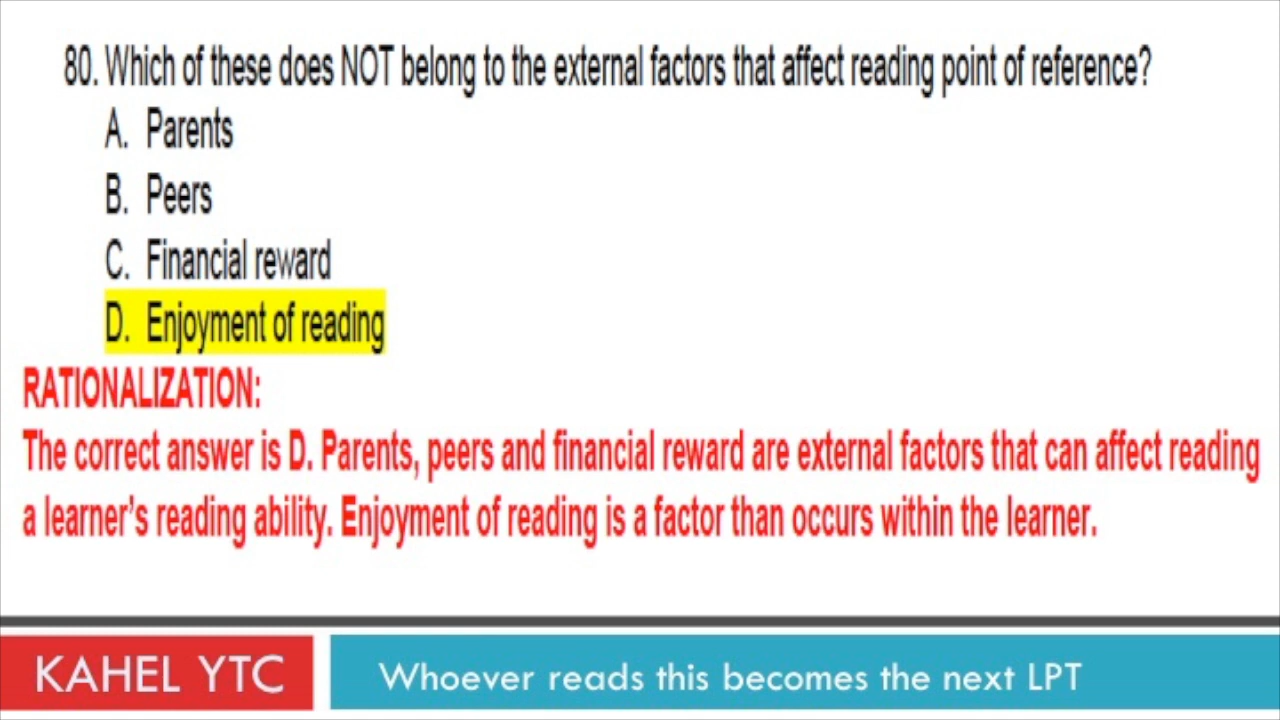 80. Which of these does NOT belong to the external factors that affect reading point of reference?
A. Parents
B. Peers
C. Financial reward
D. Enjoyment of reading
RATIONALIZATION:
The correct answer is D. Parents, peers and financial reward are external factors that can affect reading
a learner's reading ability. Enjoyment of reading is a factor than occurs within the learner.
KAHEL YTC
Whoever reads this becomes the next LPT